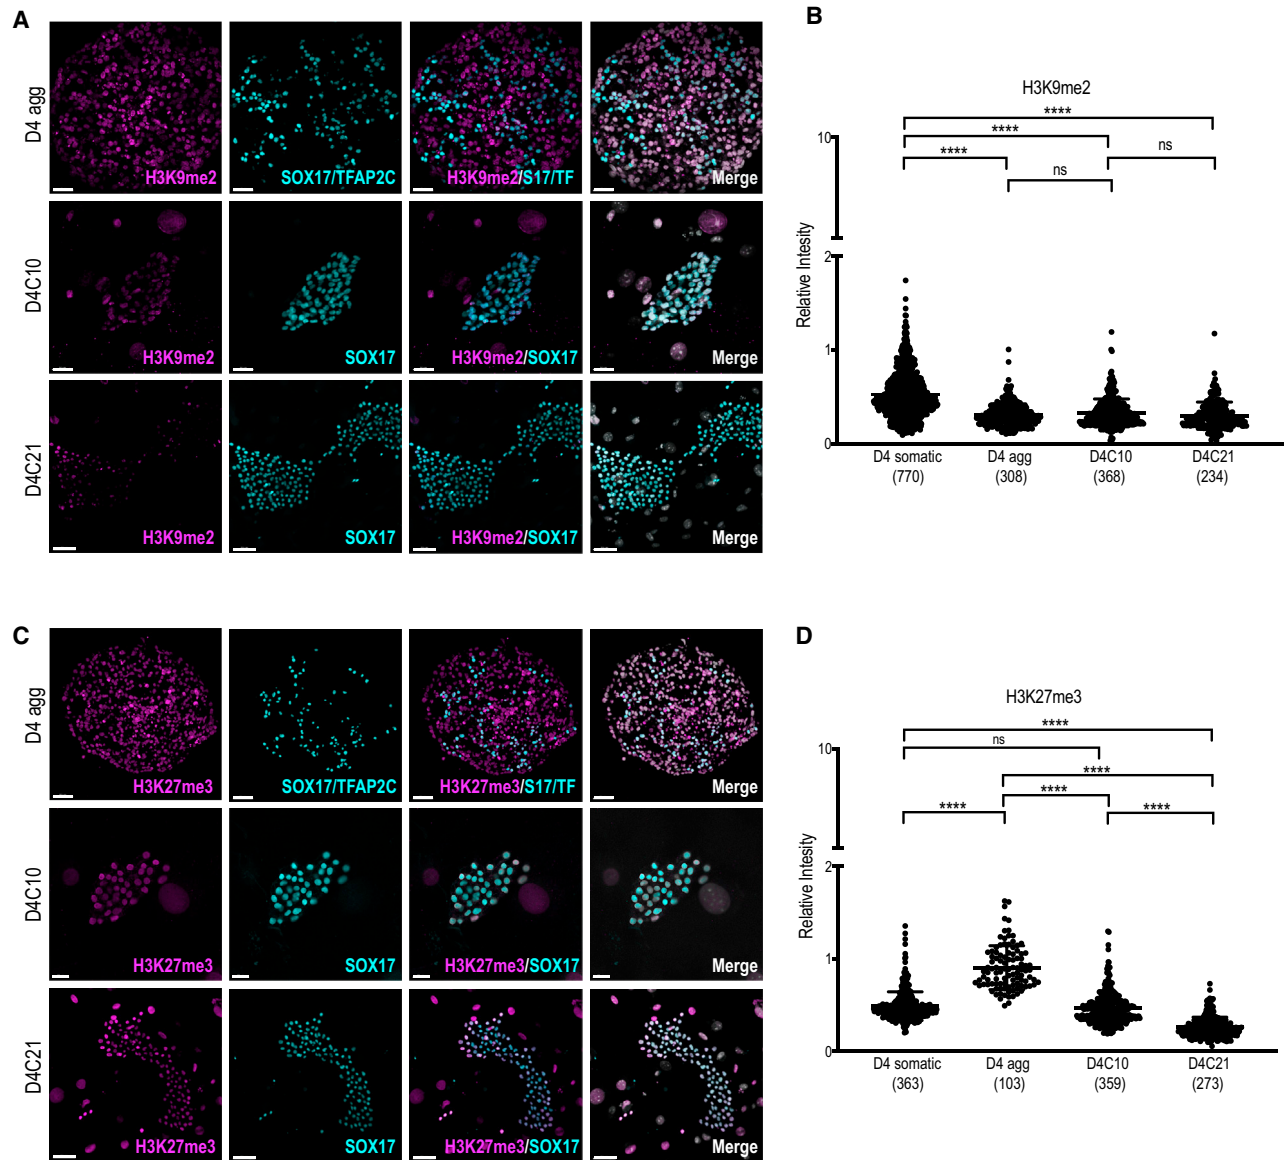 A
D4 agg
H3K9me2
SOX17/TFAP2C
H3K9me2/S17/TF
Merge
D4C10
H3K9me2
SOX17
H3K9me2/SOX17
Merge
D4C21
H3K9me2
SOX17
H3K9me2/SOX17
Merge
B
H3K9me2
****
****
****
ns
ns
Relative Intesity
10
2
1
0
D4 somatic D4 agg D4C10 D4C21
(770) (308) (368) (234)
C
D4 agg
H3K27me3
SOX17/TFAP2C
H3K27me3/S17/TF
Merge
D4C10
H3K27me3
SOX17
H3K27me3/SOX17
Merge
D4C21
H3K27me3
SOX17
H3K27me3/SOX17
Merge
D
H3K27me3
****
ns
****
****
****
****
Relative Intesity
10
2
1
0
D4 somatic D4 agg D4C10 D4C21
(363) (103) (359) (273)